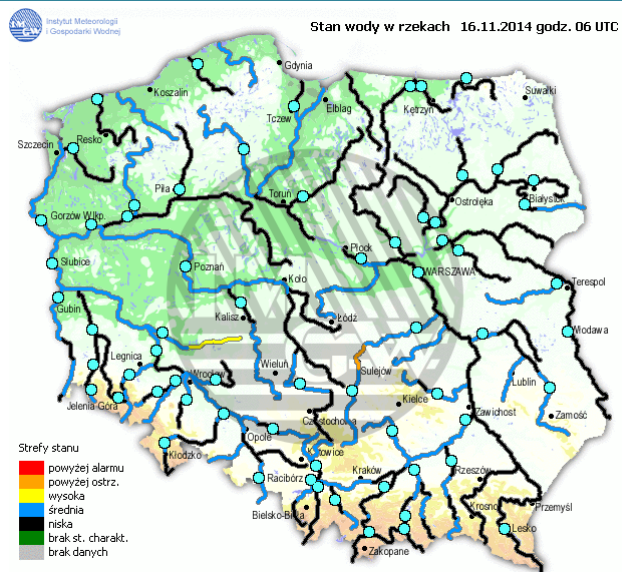 Instytut Meteorologii
i Gospodarki Wodnej
Stan wody w rzekach 16.11.2014 godz. 06 UTC
Gdynia
Koszalin
Elbląg
Kętrzyn
Suwałki
Tczew
Resko
Szczecin
Piła
Toruń
Ostrołęka
Białystok
Gorzów Wlkp.
Płock
Słubice
Poznań
Koło
WARSZAWA
Terespol
Gubin
Kalisz
Łódź
Włodawa
Legnica
Wieluń
Sulejów
Wrocław
Lublin
Jelenia Góra
Kielce
Zawichost
Zamość
Częstochowa
Opole
Kłodzko
Katowice
Racibórz
Kraków
Rzeszów
Bielsko-Biała
Krosno
Przemyśl
Lesko
Zakopane
Strefy stanu
powyżej alarmu
powyżej ostrz.
wysoka
średnia
niska
brak st. charakt.
brak danych